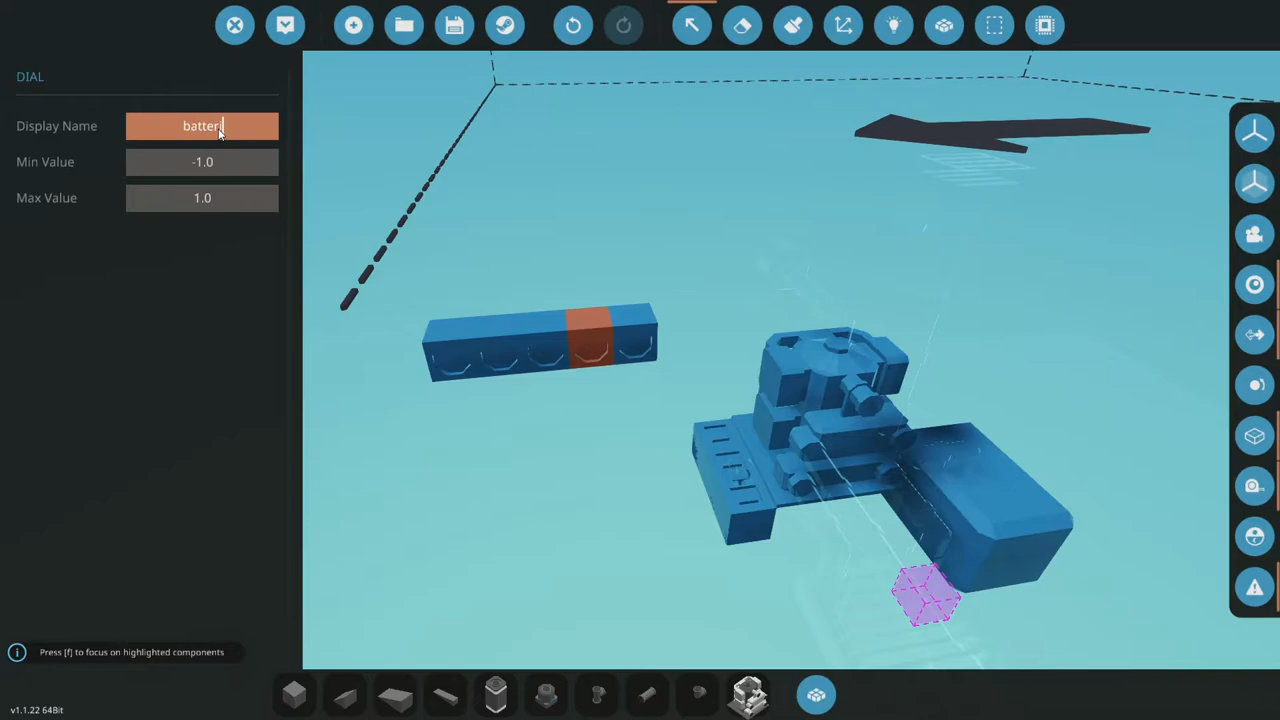 DIAL
Display Name batteri
Min Value -1.0
Max Value 1.0
Press [f] to focus on highlighted components
v1.1.22 64Bit